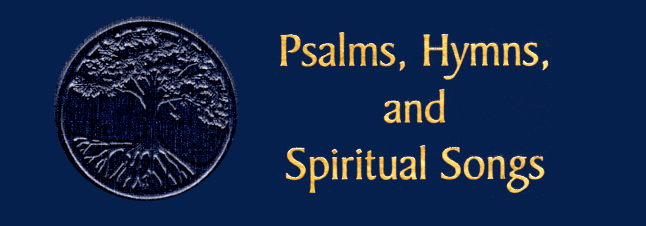 Psalms, Hymns,
and
Spiritual Songs